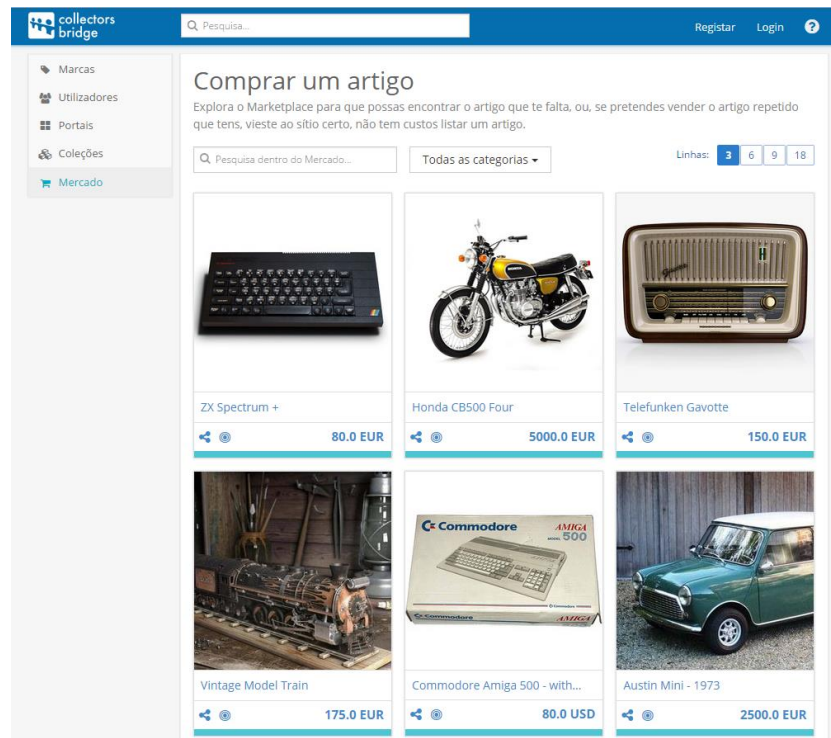 collectors
bridge
Pesquisa...
Registar
Login
?
Marcas
Utilizadores
Portais
Coleções
Mercado
Comprar um artigo
Explora o Marketplace para que possas encontrar o artigo que te falta, ou, se pretendes vender o artigo repetido
que tens, vieste ao sítio certo, não tem custos listar um artigo.
Pesquisa dentro do Mercado...
Todas as categorias
Linhas: 3 6 9 18
HONDA
ZX Spectrum +
80.0 EUR
Honda CB500 Four
5000.0 EUR
Telefunken Gavotte
150.0 EUR
Commodore
AMIGA
MODEL 500
Commodore
AMIGA
Vintage Model Train
175.0 EUR
Commodore Amiga 500 - with...
80.0 USD
Austin Mini - 1973
2500.0 EUR